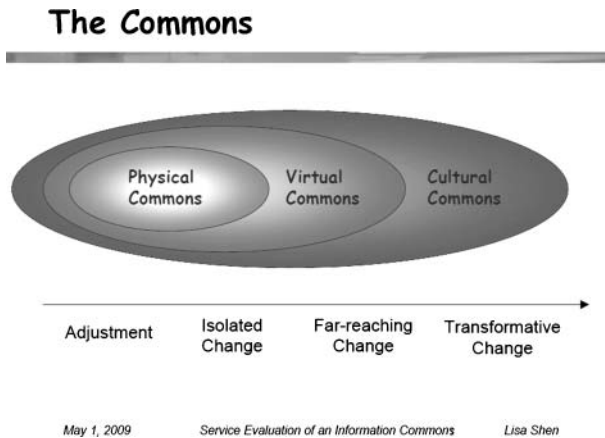 The Commons
Physical
Commons
Virtual
Commons
Cultural
Commons
Adjustment
Isolated
Change
Far-reaching
Change
Transformative
Change
May 1, 2009
Service Evaluation of an Information Commons
Lisa Shen